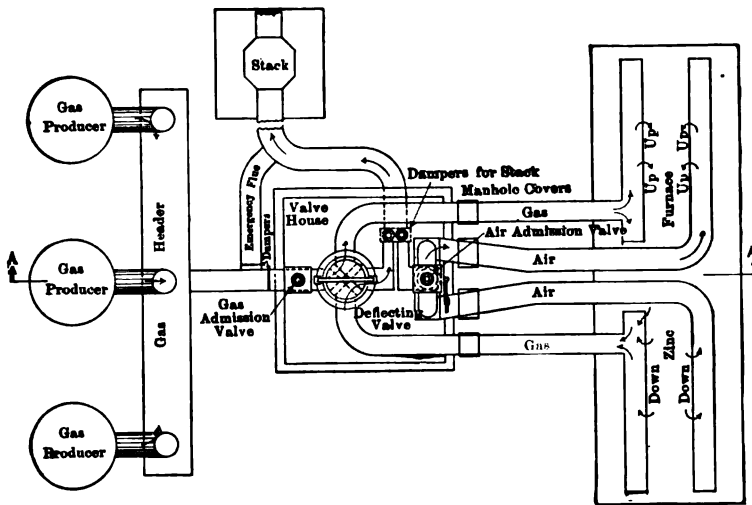 Stack
Gas
Producer
Gas
Producer
Gas
Producer
Header
Gas
A
Emergency Flue
Dampers
Valve
House
Dampers for Stack
Manhole Covers
Gas
Air Admission Valve
Air
Air
Gas
Gas
Admission
Valve
Deflecting
Valve
Up
Up
Up
Up
Furnace
Zinc
Down
Down
A